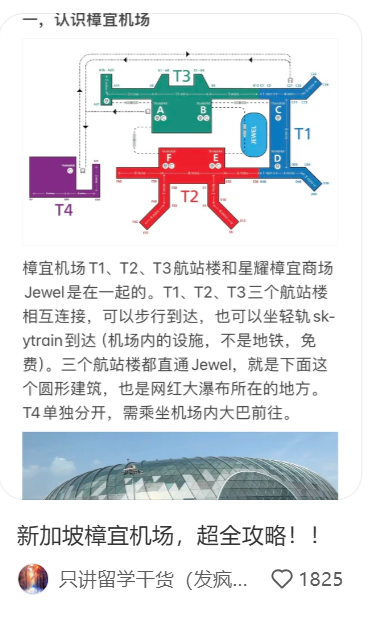 一，认识樟宜机场
T3
A
B
C
JEWEL
T1
F
E
D
T4
T2
樟宜机场T1、T2、T3航站楼和星耀樟宜商场
Jewel是在一起的。T1、T2、T3三个航站楼
相互连接，可以步行到达，也可以坐轻轨sk-
ytrain到达（机场内的设施，不是地铁，免
费）。三个航站楼都直通Jewel，就是下面这
个圆形建筑，也是网红大瀑布所在的地方。
T4单独分开，需乘坐机场内大巴前往。
新加坡樟宜机场，超全攻略！！
只讲留学干货（发疯...
1825